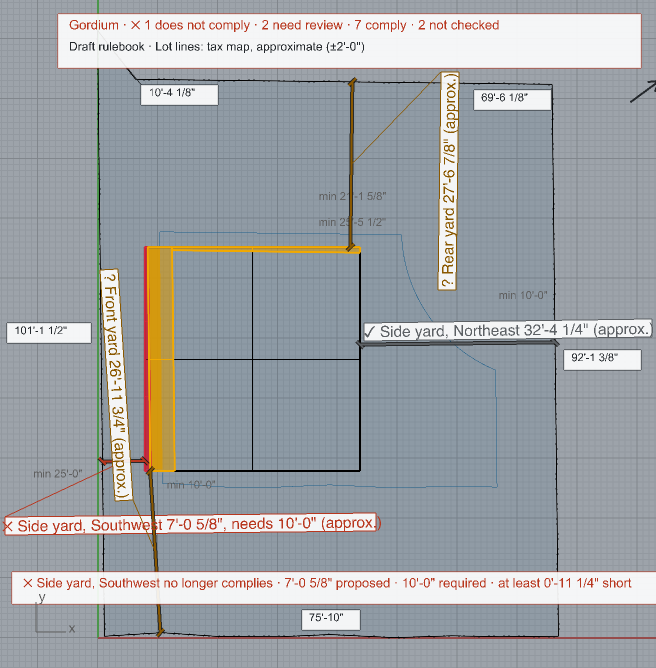 Gordium · × 1 does not comply · 2 need review · 7 comply · 2 not checked
Draft rulebook · Lot lines: tax map, approximate (±2'-0")
10'-4 1/8"
69'-6 1/8"
? Rear yard 27'-6 7/8" (approx.)
-1 5/8"
-5 1/2"
min 10'-0"
? Front yard 26'-11 3/4" (approx.)
101'-1 1/2"
✓ Side yard, Northeast 32'-4 1/4" (approx.
92'-1 3/8"
min 25'-0"
min 10'-0"
× Side yard, Southwest 7'-0 5/8", needs 10'-0" (approx.)
× Side yard, Southwest no longer complies · 7'-0 5/8" proposed · 10'-0" required · at least 0'-11 1/4" short
y
x
75'-10"